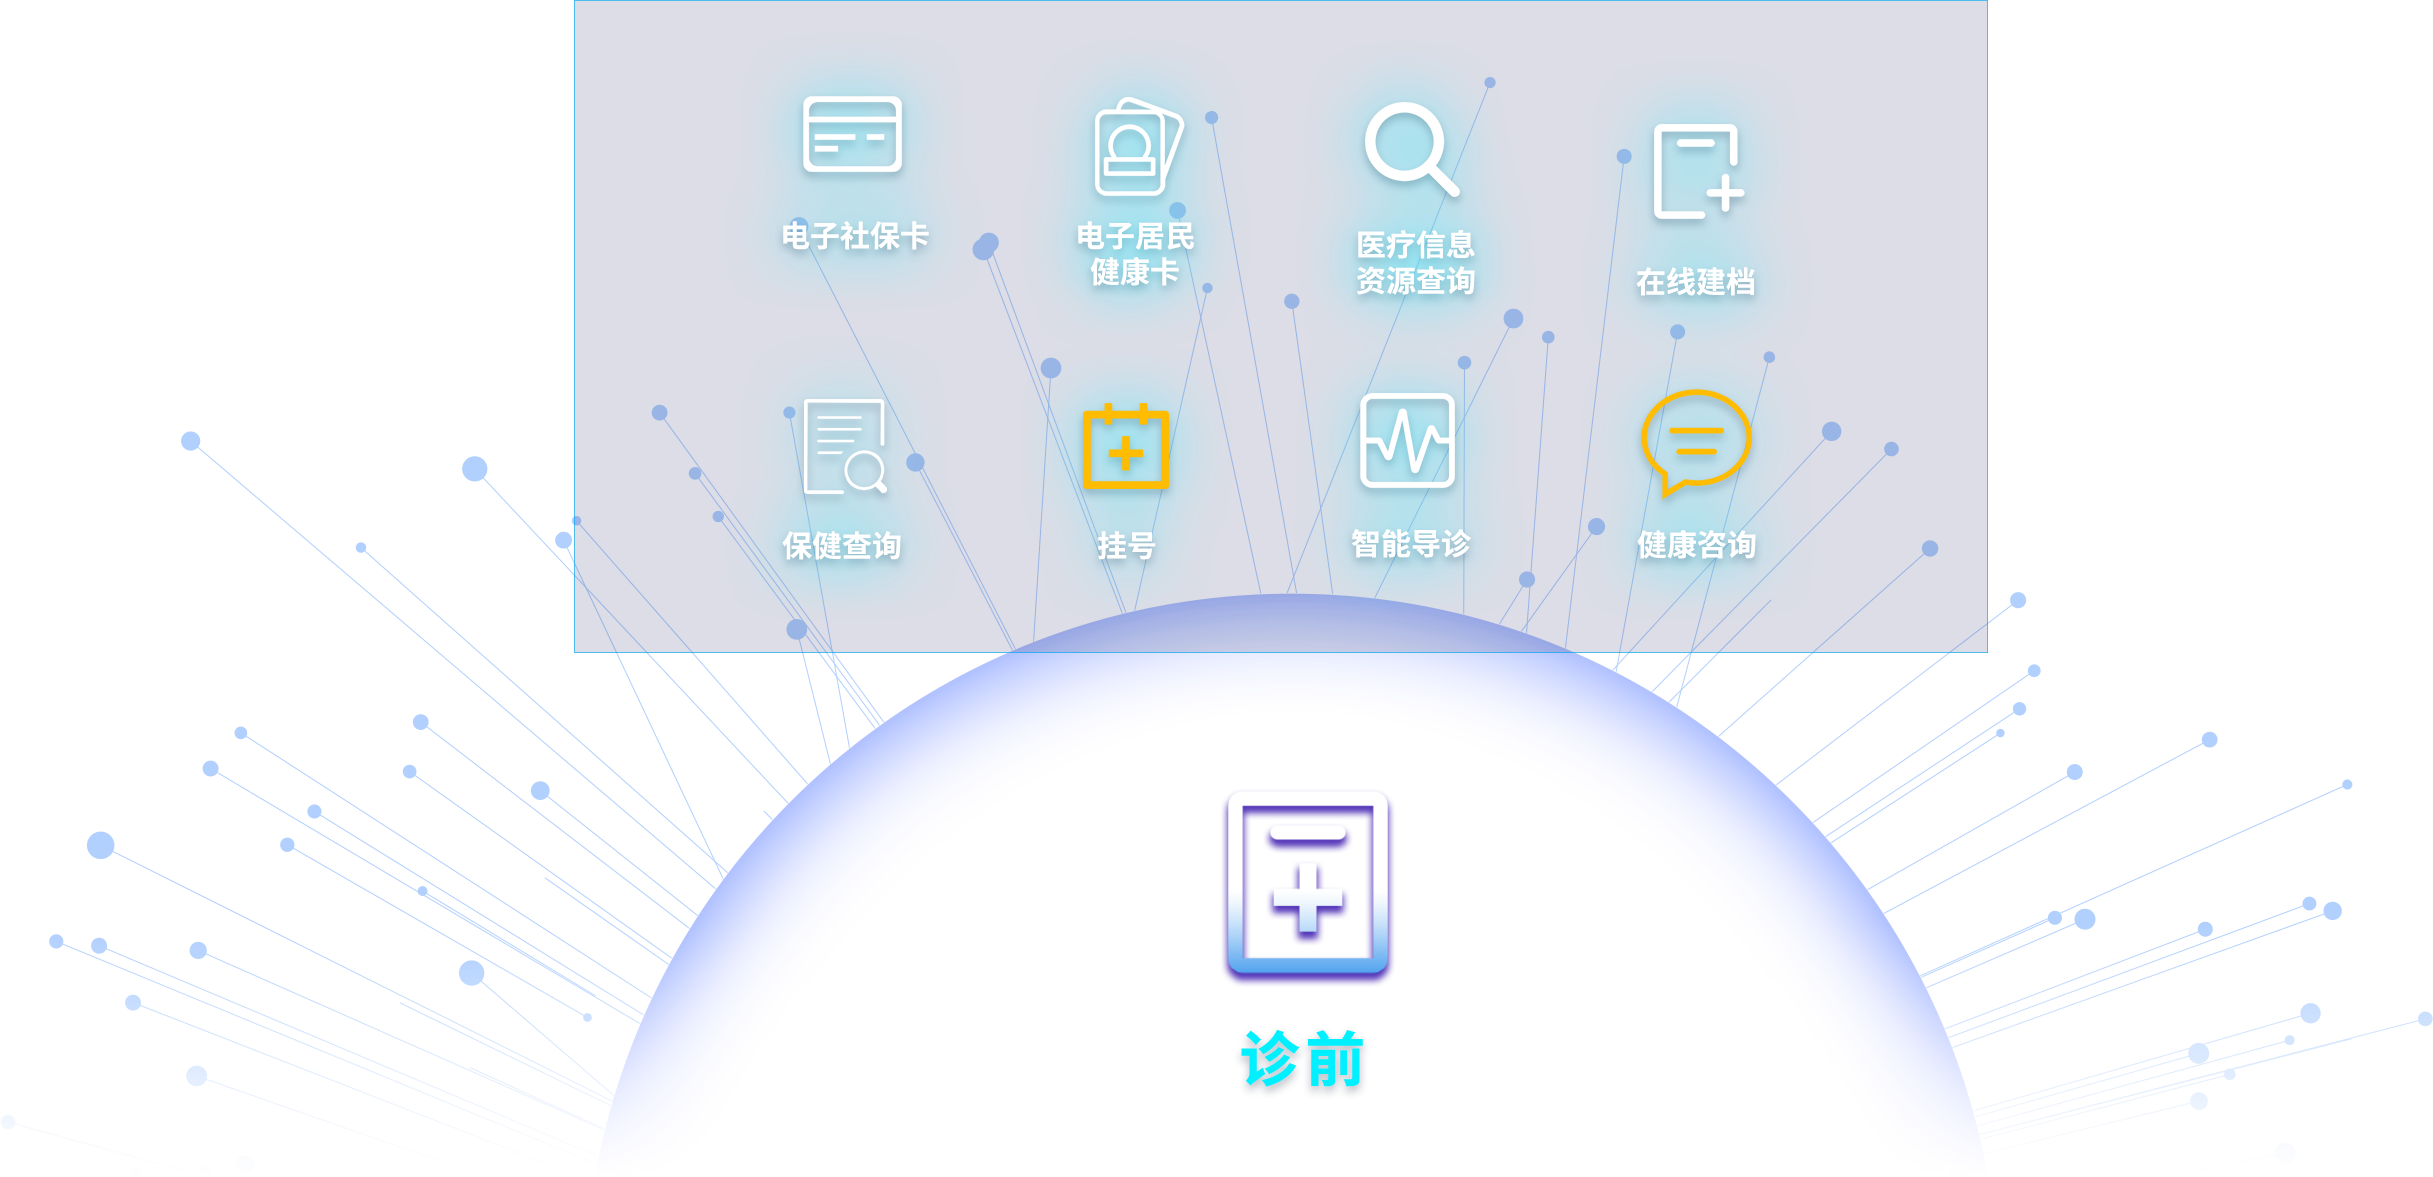 电子社保卡
电子居民
健康卡
医疗信息
资源查询
在线建档
保健查询
挂号
智能导诊
健康咨询
诊前